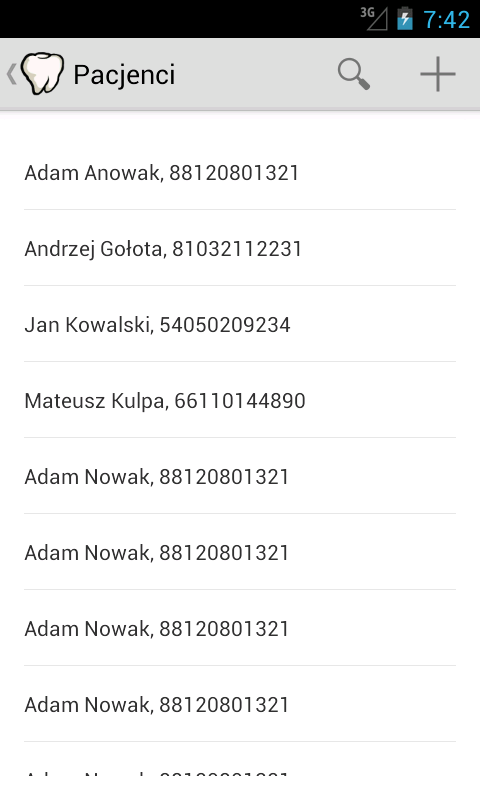 3G 7:42
Pacjenci
Adam Anowak, 88120801321
Andrzej Gołota, 81032112231
Jan Kowalski, 54050209234
Mateusz Kulpa, 66110144890
Adam Nowak, 88120801321
Adam Nowak, 88120801321
Adam Nowak, 88120801321
Adam Nowak, 88120801321